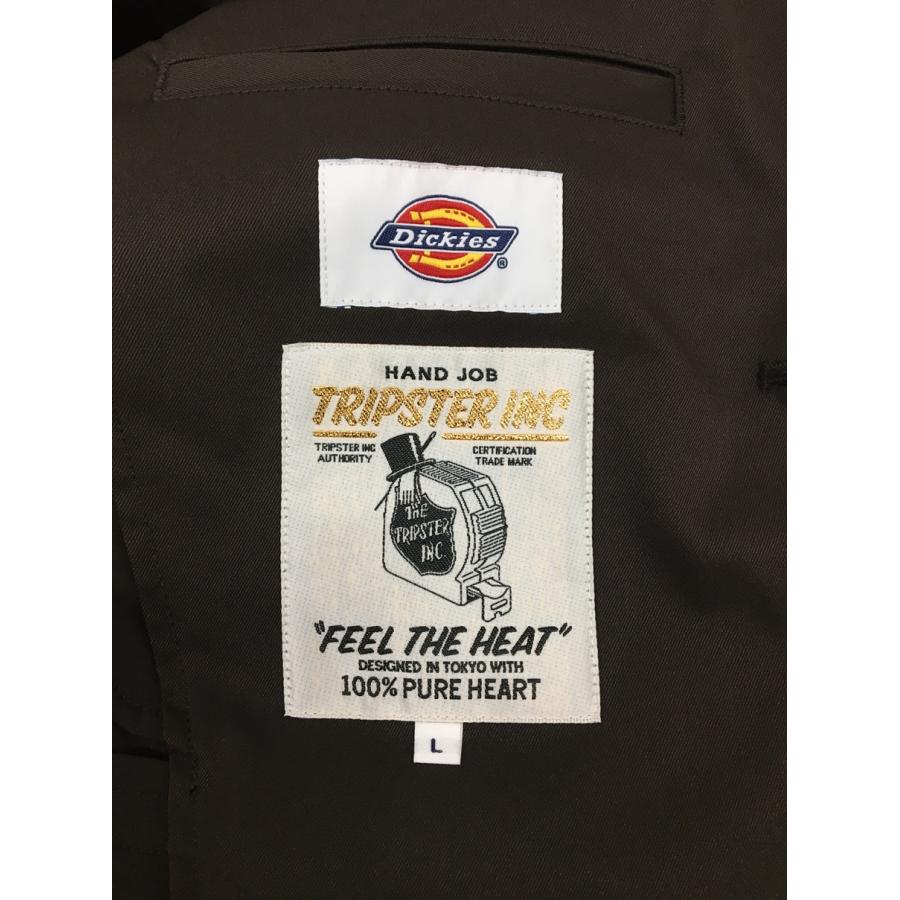 Dickies®
HAND JOB
TRIPSTER INC
TRIPSTER INC
AUTHORITY
CERTIFICATION
TRADE MARK
THE
TRIPSTER
INC.
"FEEL THE HEAT"
DESIGNED IN TOKYO WITH
100% PURE HEART
L